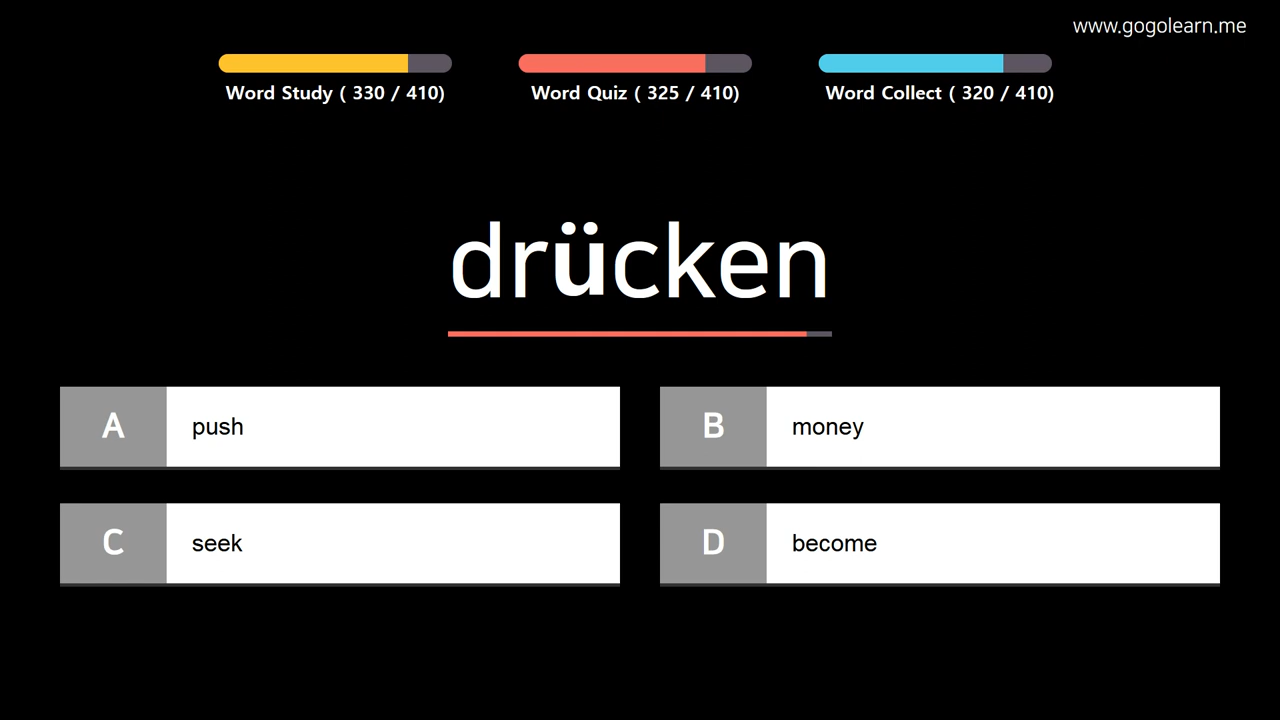 www.gogolearn.me
Word Study ( 330 / 410)
Word Quiz ( 325 / 410)
Word Collect ( 320 / 410)
drücken
A push
B money
C seek
D become